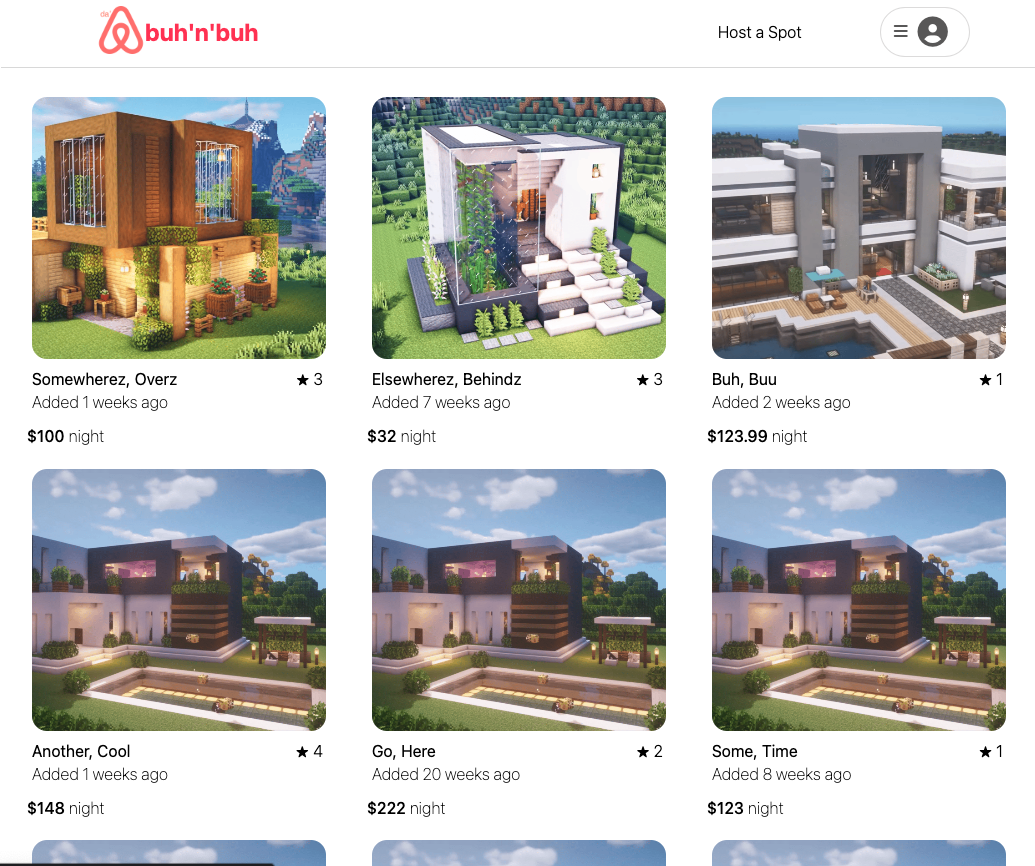 da'
buh'n'buh
Host a Spot
Somewherez, Overz ★ 3
Added 1 weeks ago
$100 night
Elsewherez, Behindz ★ 3
Added 7 weeks ago
$32 night
Buh, Buu ★ 1
Added 2 weeks ago
$123.99 night
Another, Cool ★ 4
Added 1 weeks ago
$148 night
Go, Here ★ 2
Added 20 weeks ago
$222 night
Some, Time ★ 1
Added 8 weeks ago
$123 night